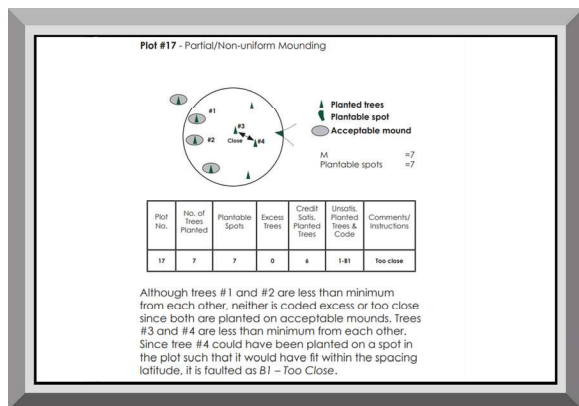 Plot #17 - Partial/Non-uniform Mounding
#1
#2
#3
Close
#4
Planted trees
Plantable spot
Acceptable mound
M =7
Plantable spots =7
Plot No. No. of Trees Planted Plantable Spots Excess Trees Credit Satis. Planted Trees Unsatis. Planted Trees & Code Comments/ Instructions
17 7 7 0 6 1-B1 Too close
Although trees #1 and #2 are less than minimum
from each other, neither is coded excess or too close
since both are planted on acceptable mounds. Trees
#3 and #4 are less than minimum from each other.
Since tree #4 could have been planted on a spot in
the plot such that it would have fit within the spacing
latitude, it is faulted as B1 – Too Close.